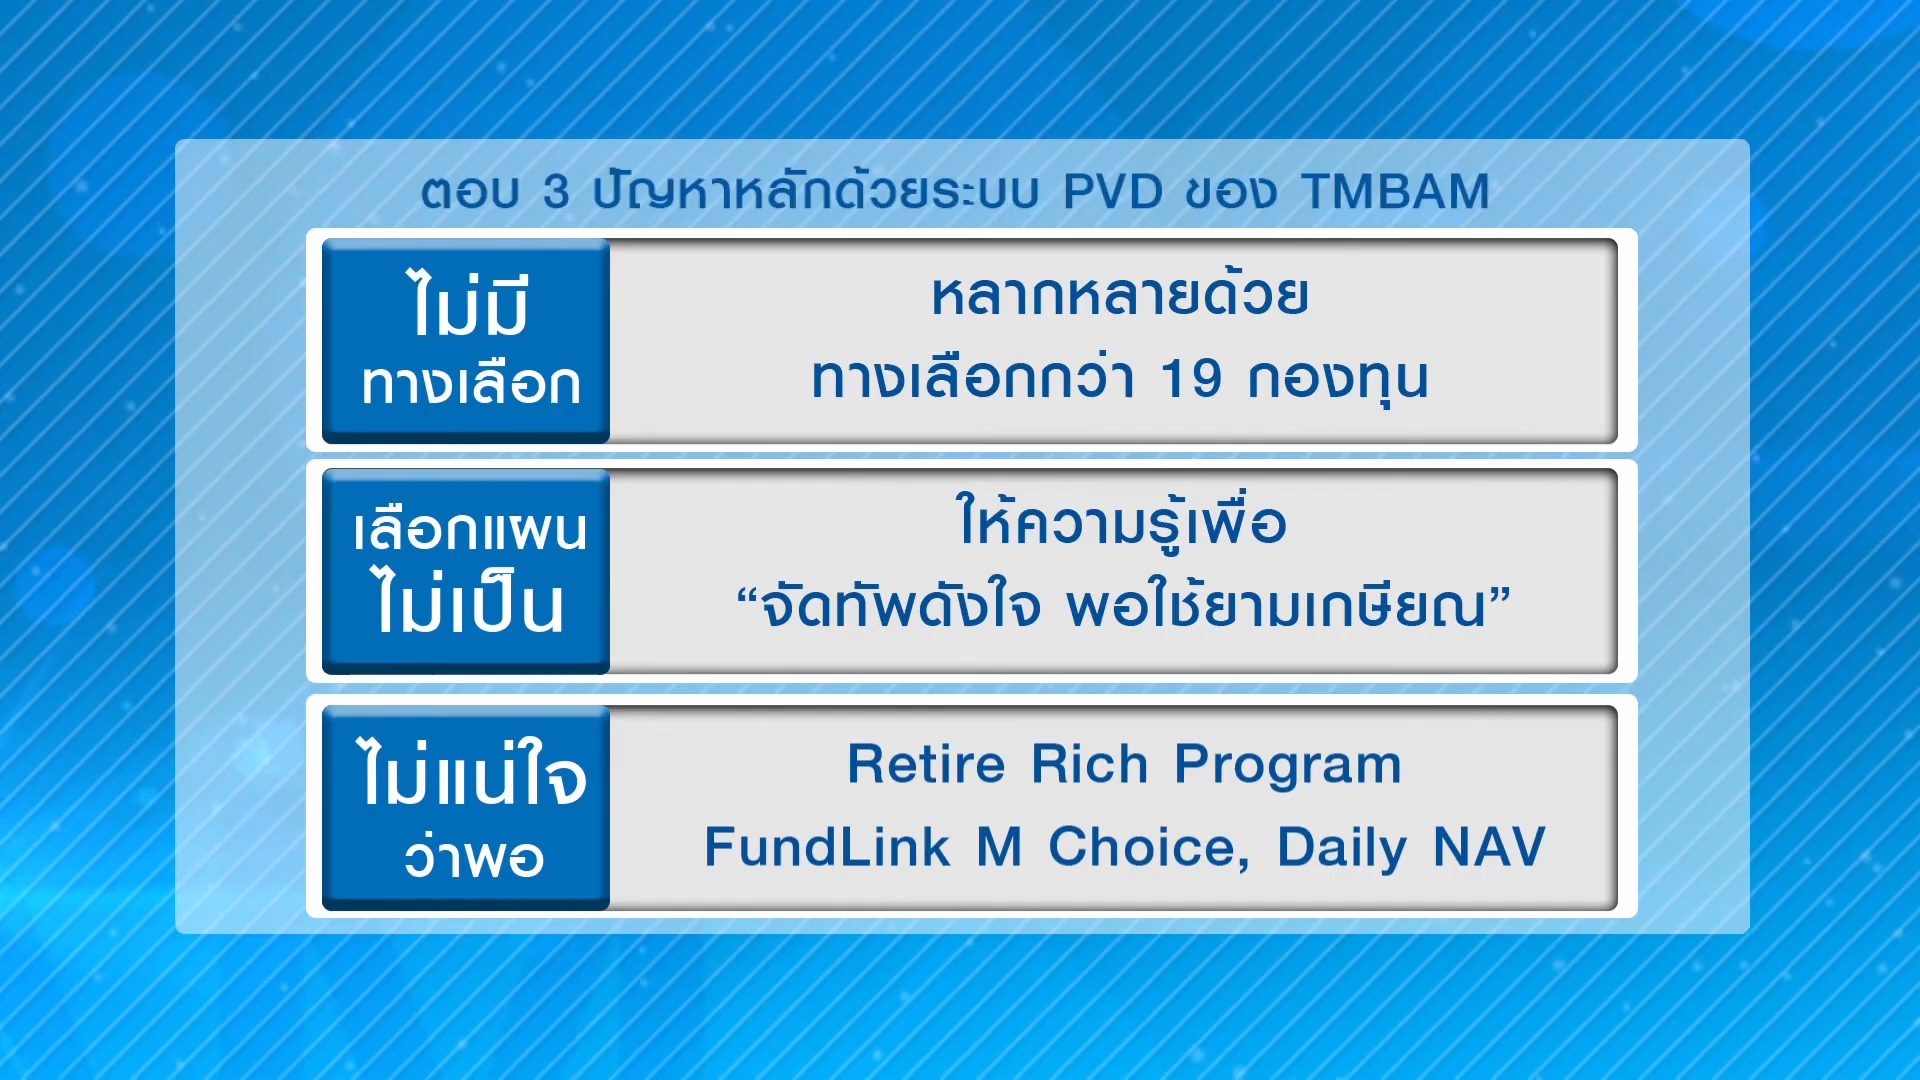 ตอบ 3 ปัญหาหลักด้วยระบบ PVD ของ TMBAM
ไม่มี
ทางเลือก
หลากหลายด้วย
ทางเลือกกว่า 19 กองทุน
เลือกแผน
ไม่เป็น
ให้ความรู้เพื่อ
“จัดทัพดังใจ พอใช้ยามเกษียณ”
ไม่แน่ใจ
ว่าพอ
Retire Rich Program
FundLink M Choice, Daily NAV